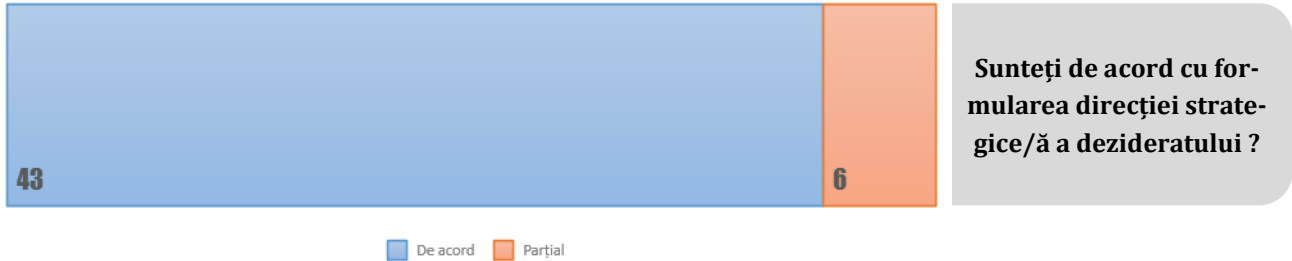 43
6
Sunteți de acord cu for-
mularea direcției strate-
gice/ă a dezideratului ?
De acord
Parțial